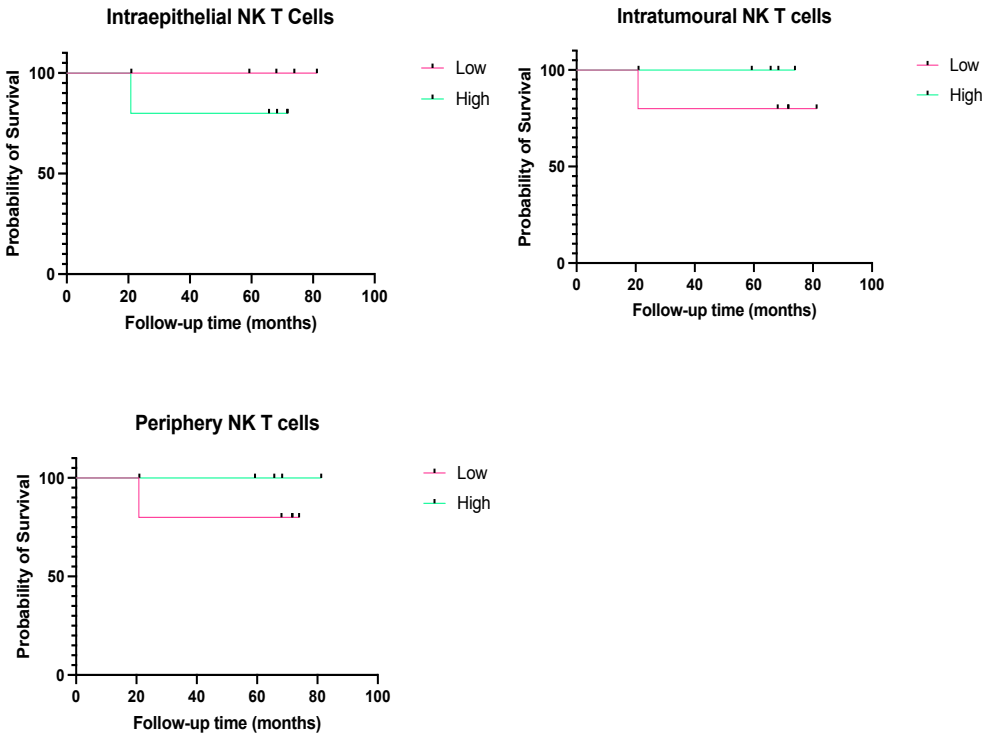 Intraepithelial NK T Cells
Probability of Survival
100
50
0
0 20 40 60 80 100
Follow-up time (months)
Low
High
Intratumoural NK T cells
Probability of Survival
100
50
0
0 20 40 60 80 100
Follow-up time (months)
Low
High
Periphery NK T cells
Probability of Survival
100
50
0
0 20 40 60 80 100
Follow-up time (months)
Low
High